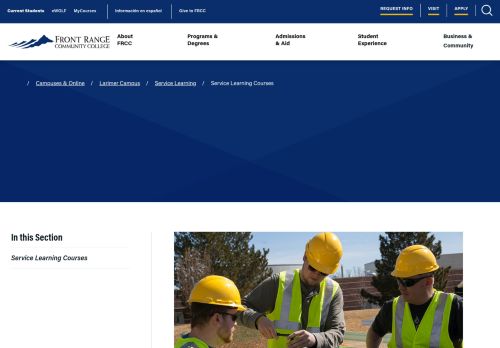 Current Students eWOLF MyCourses Información en español Give to FRCC REQUEST INFO VISIT APPLY
FRONT RANGE
COMMUNITY COLLEGE
About
FRCC
Programs &
Degrees
Admissions
& Aid
Student
Experience
Business &
Community
/ Campuses & Online / Larimer Campus / Service Learning / Service Learning Courses
In this Section
Service Learning Courses